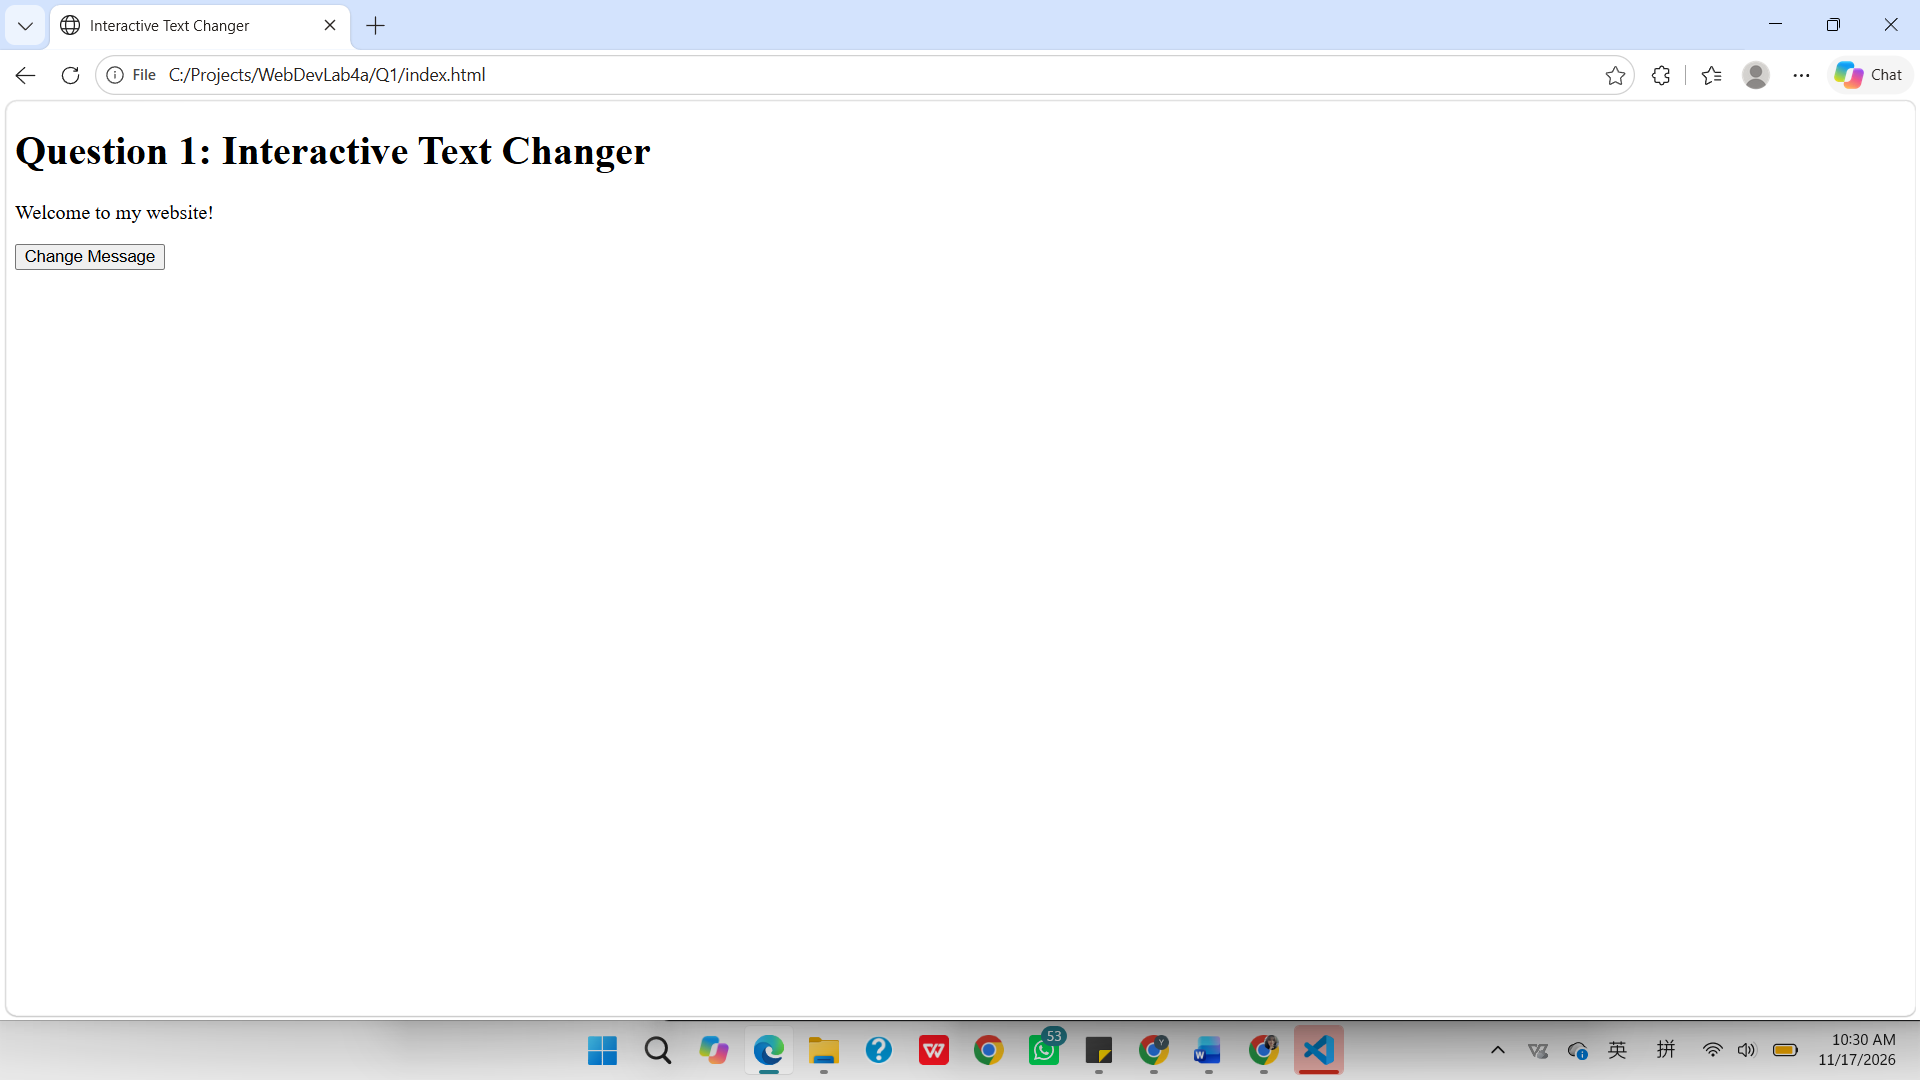 Interactive Text Changer
File C:/Projects/WebDevLab4a/Q1/index.html
Chat
Question 1: Interactive Text Changer
Welcome to my website!
Change Message
53
Y
W
英 拼
10:30 AM
11/17/2026